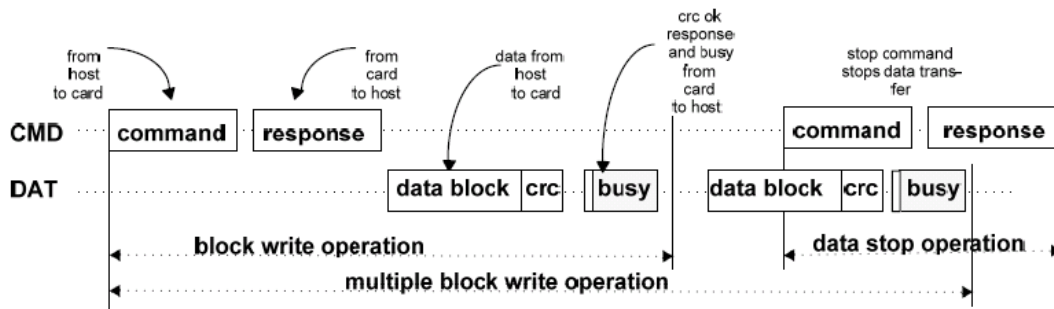 from
host
to card
from
card
to host
data from
host
to card
crc ok
response
and busy
from
card
to host
stop command
stops data trans-
fer
CMD command response command response
DAT data block crc busy data block crc busy
block write operation data stop operation
multiple block write operation